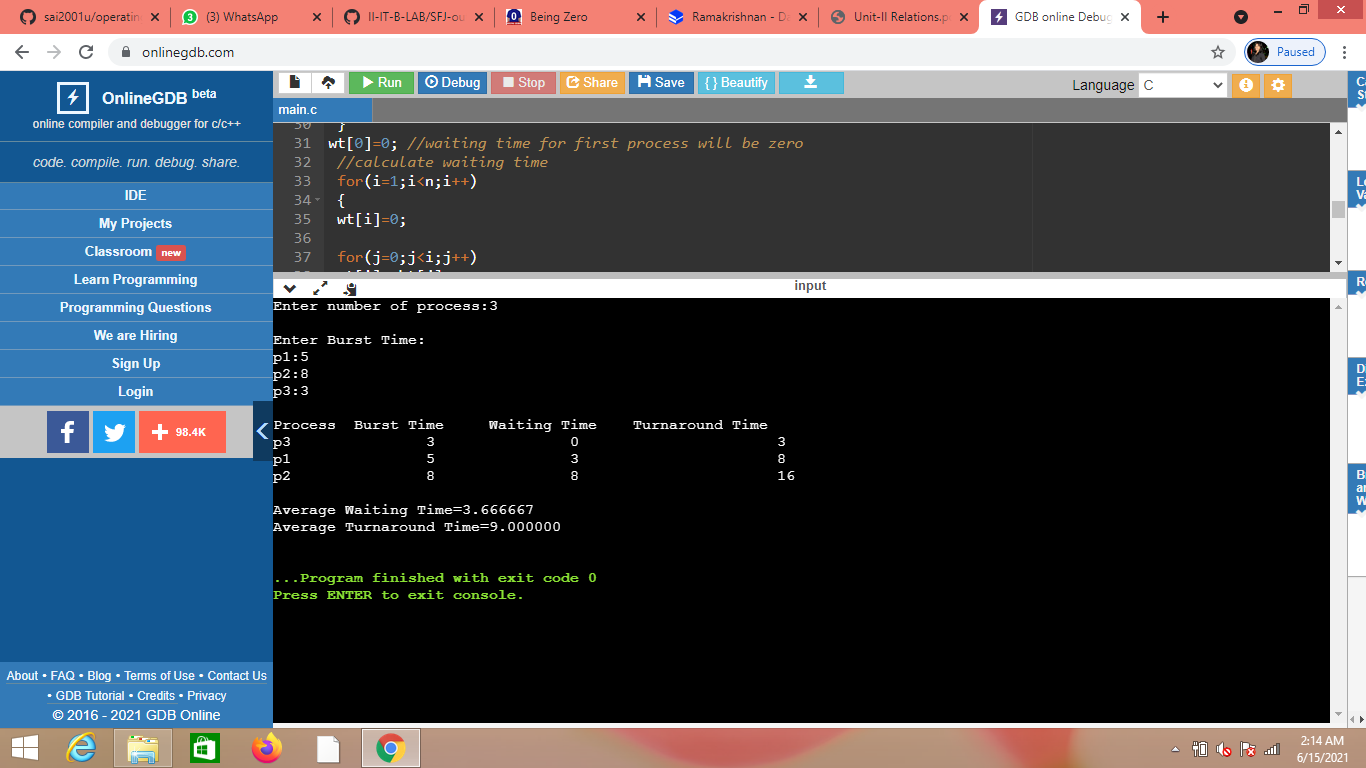 sai2001u/operatin
(3) WhatsApp
II-IT-B-LAB/SFJ-ou
Being Zero
Ramakrishnan - Da
Unit-II Relations.p
GDB online Debug
onlinegdb.com
Paused
OnlineGDB beta
online compiler and debugger for c/c++
code. compile. run. debug. share.
IDE
My Projects
Classroom new
Learn Programming
Programming Questions
We are Hiring
Sign Up
Login
98.4K
About • FAQ • Blog • Terms of Use • Contact Us
• GDB Tutorial • Credits • Privacy
© 2016 - 2021 GDB Online
Run Debug Stop Share Save { } Beautify
Language C
main.c
30 }
31 wt[0]=0; //waiting time for first process will be zero
32 //calculate waiting time
33 for(i=1;i<n;i++)
34 {
35 wt[i]=0;
36
37 for(j=0;j<i;j++)
input
Enter number of process:3
Enter Burst Time:
p1:5
p2:8
p3:3
Process Burst Time Waiting Time Turnaround Time
p3 3 0 3
p1 5 3 8
p2 8 8 16
Average Waiting Time=3.666667
Average Turnaround Time=9.000000
...Program finished with exit code 0
Press ENTER to exit console.
2:14 AM
6/15/2021